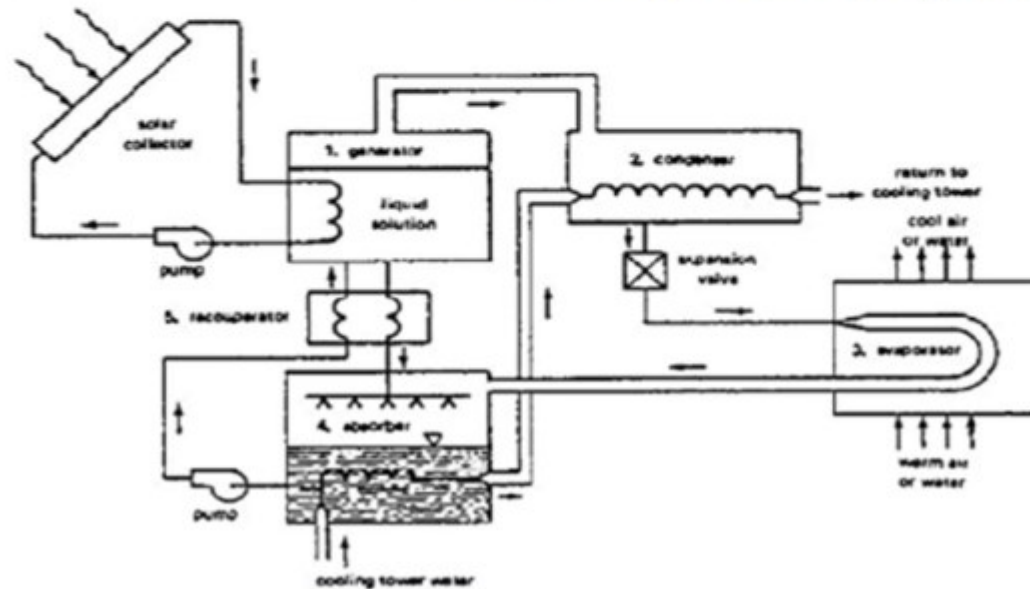 solar
collector
1. generator
liquid
solution
pump
2. condenser
return to
cooling tower
cool air
or water
expansion
valve
5. recouperator
3. evaporator
4. absorber
warm air
or water
pump
cooling tower water